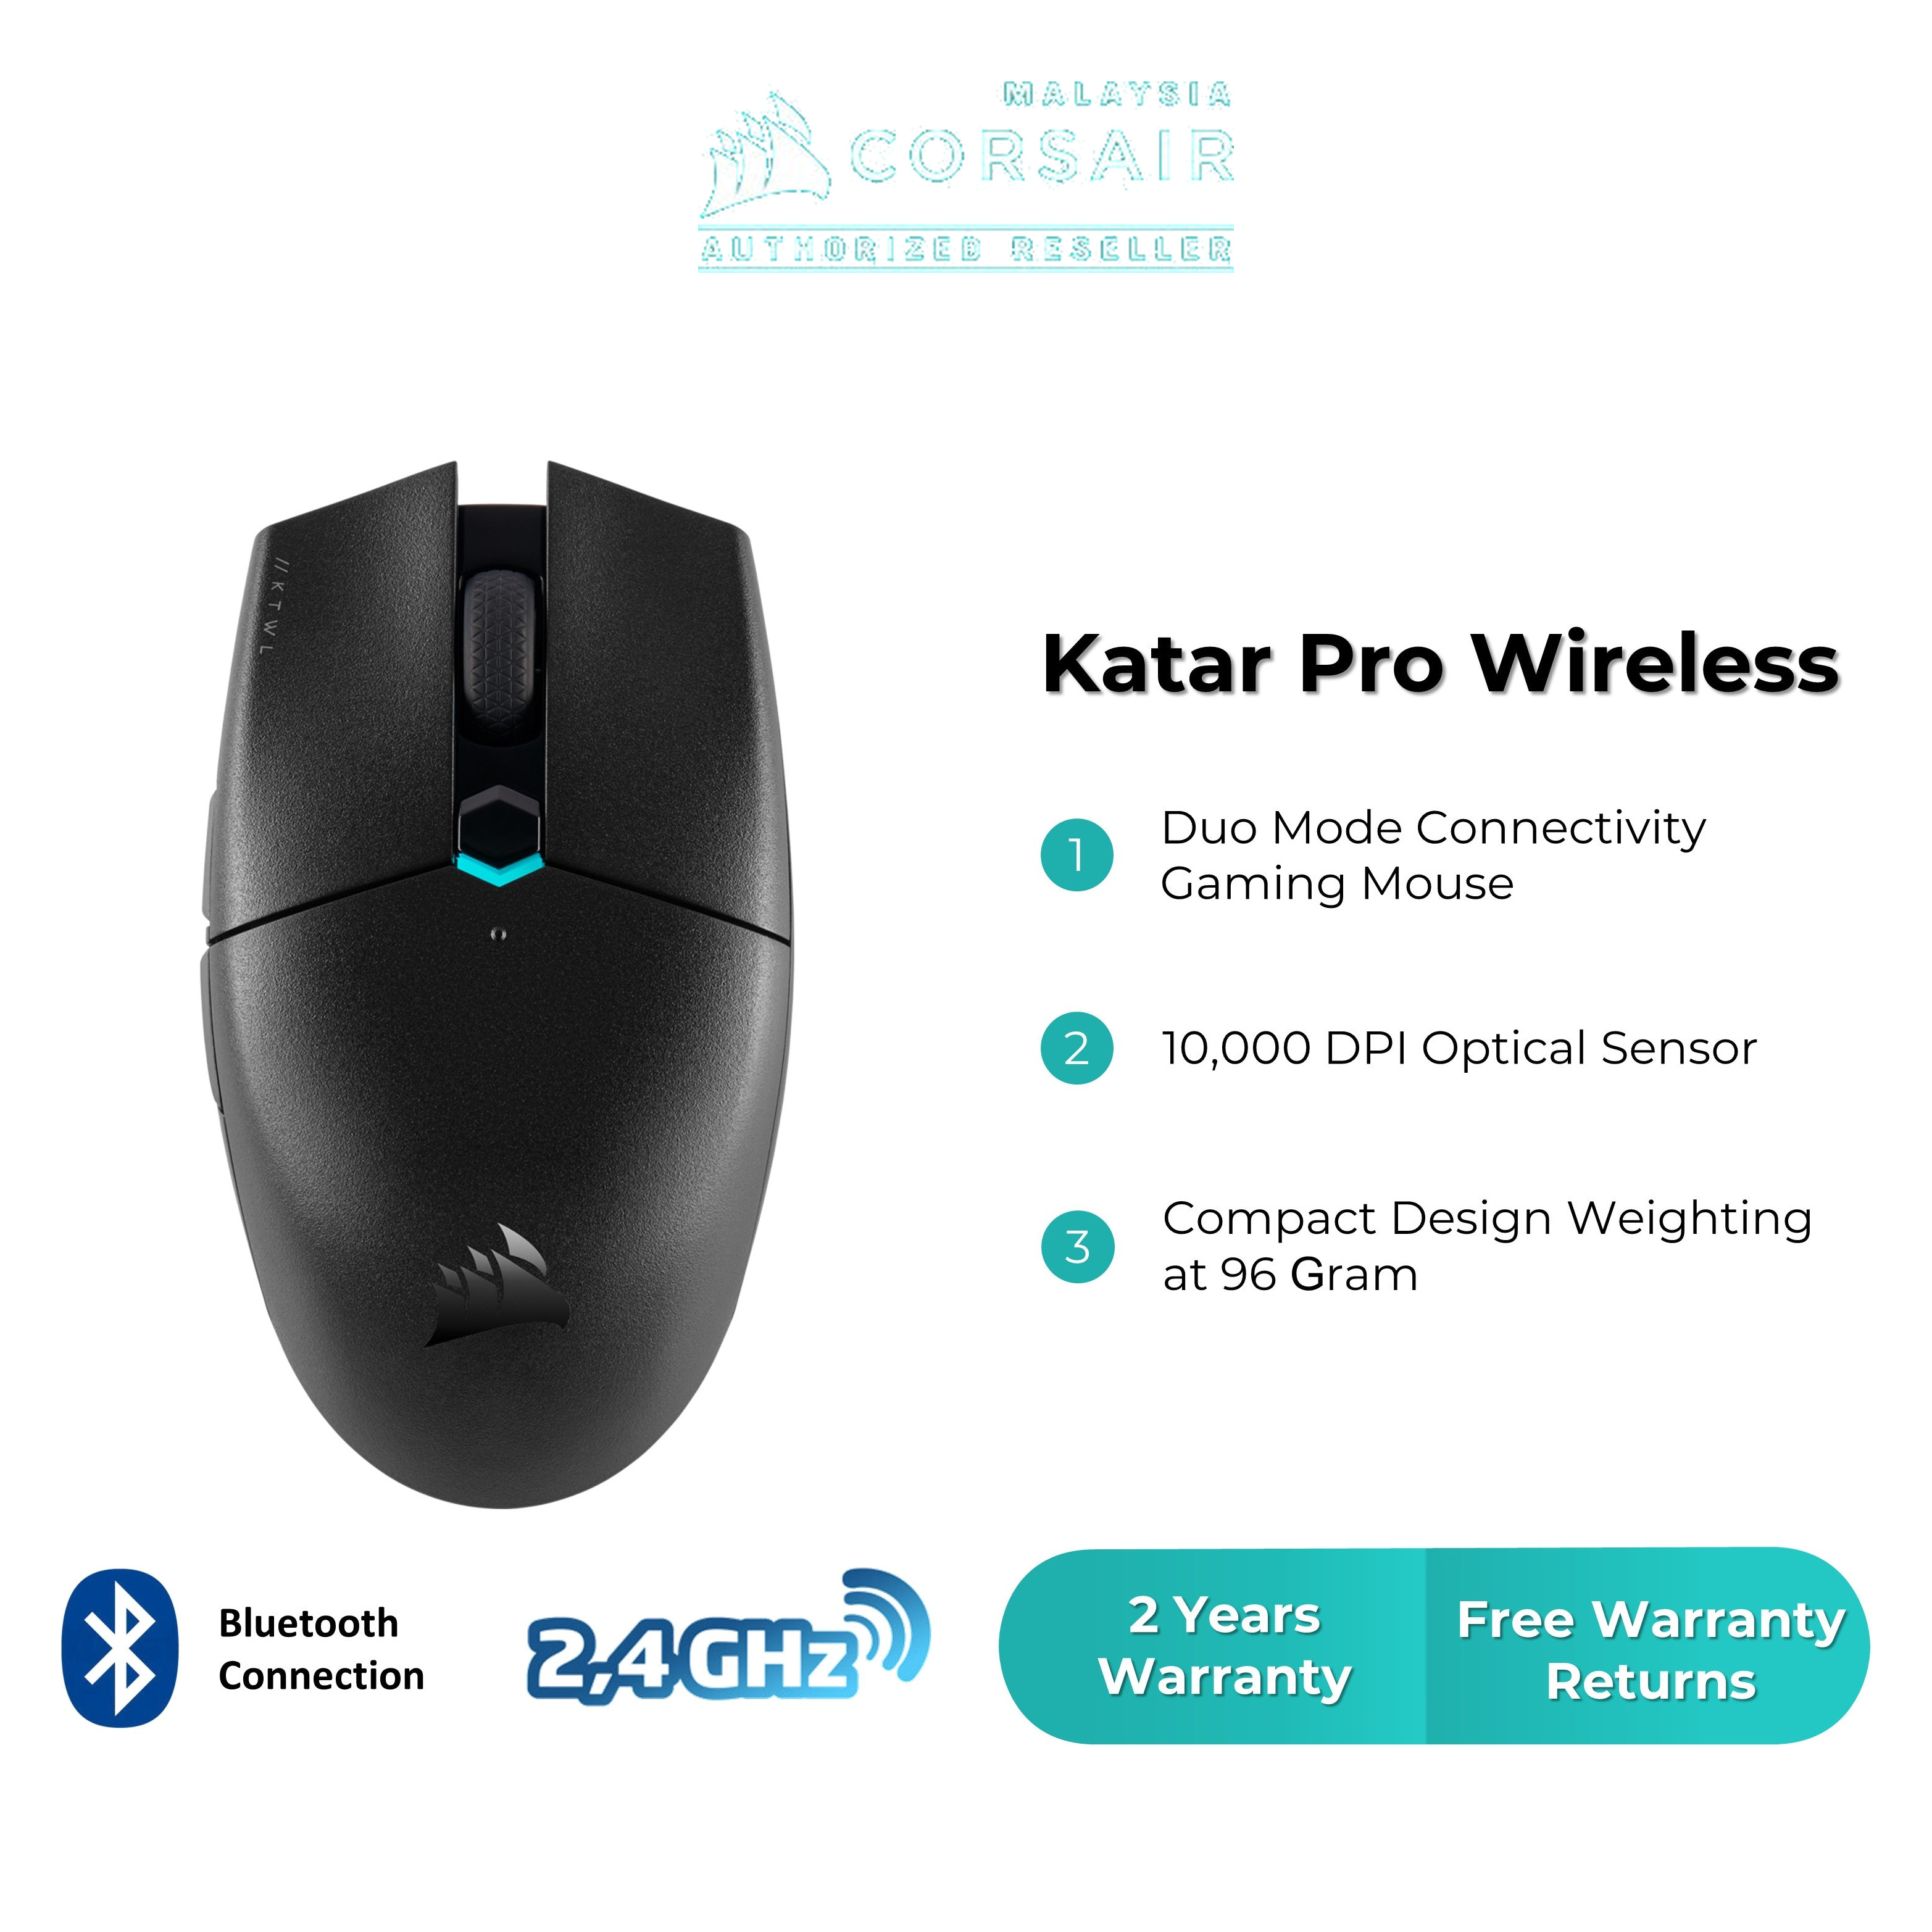 MALAYSIA
CORSAIR
AUTHORIZED RESELLER
// K T W L
Katar Pro Wireless
1
Duo Mode Connectivity
Gaming Mouse
2
10,000 DPI Optical Sensor
3
Compact Design Weighting
at 96 Gram
Bluetooth
Connection
2,4GHz
2 Years
Warranty
Free Warranty
Returns